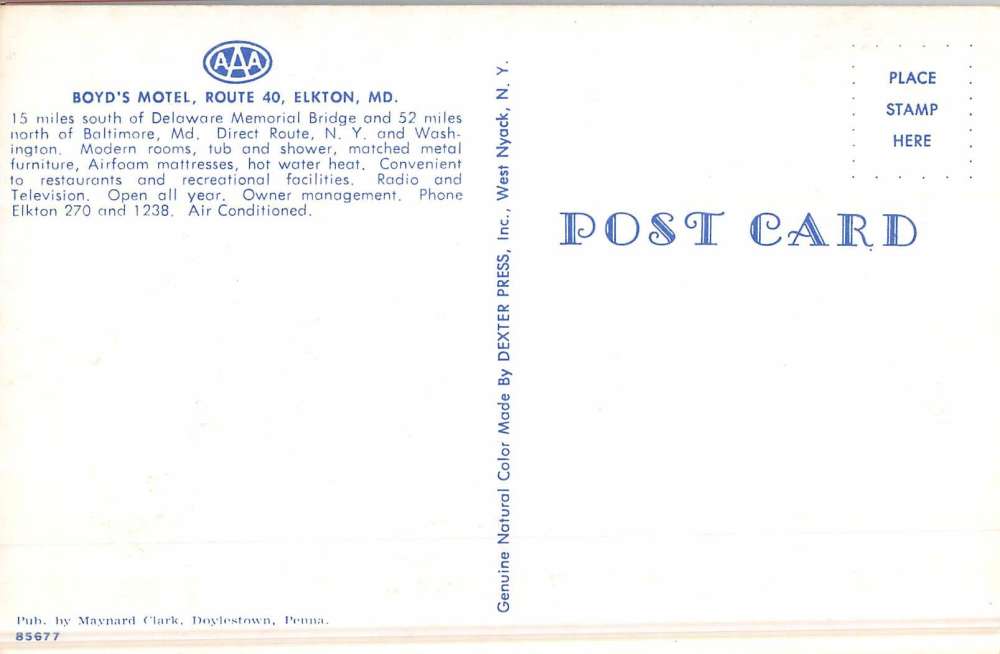 AAA
BOYD'S MOTEL, ROUTE 40, ELKTON, MD.
15 miles south of Delaware Memorial Bridge and 52 miles
north of Baltimore, Md. Direct Route, N. Y. and Wash-
ington. Modern rooms, tub and shower, matched metal
furniture, Airfoam mattresses, hot water heat. Convenient
to restaurants and recreational facilities. Radio and
Television. Open all year. Owner management. Phone
Elkton 270 and 1238. Air Conditioned.
Pub. by Maynard Clark, Doylestown, Penna.
85677
Genuine Natural Color Made By DEXTER PRESS, Inc., West Nyack, N. Y.
PLACE
STAMP
HERE
POST CARD